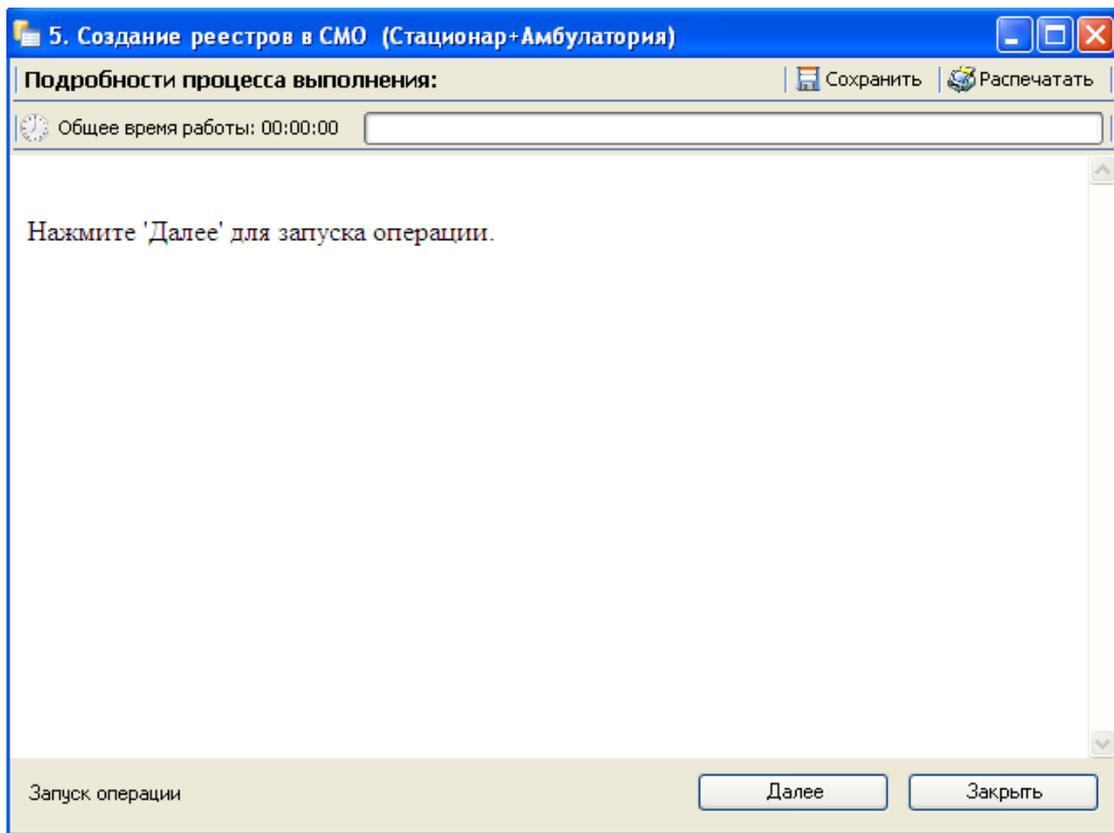 5. Создание реестров в СМО (Стационар+Амбулатория)
Подробности процесса выполнения: Сохранить Распечатать
Общее время работы: 00:00:00
Нажмите 'Далее' для запуска операции.
Запуск операции Далее Закрыть